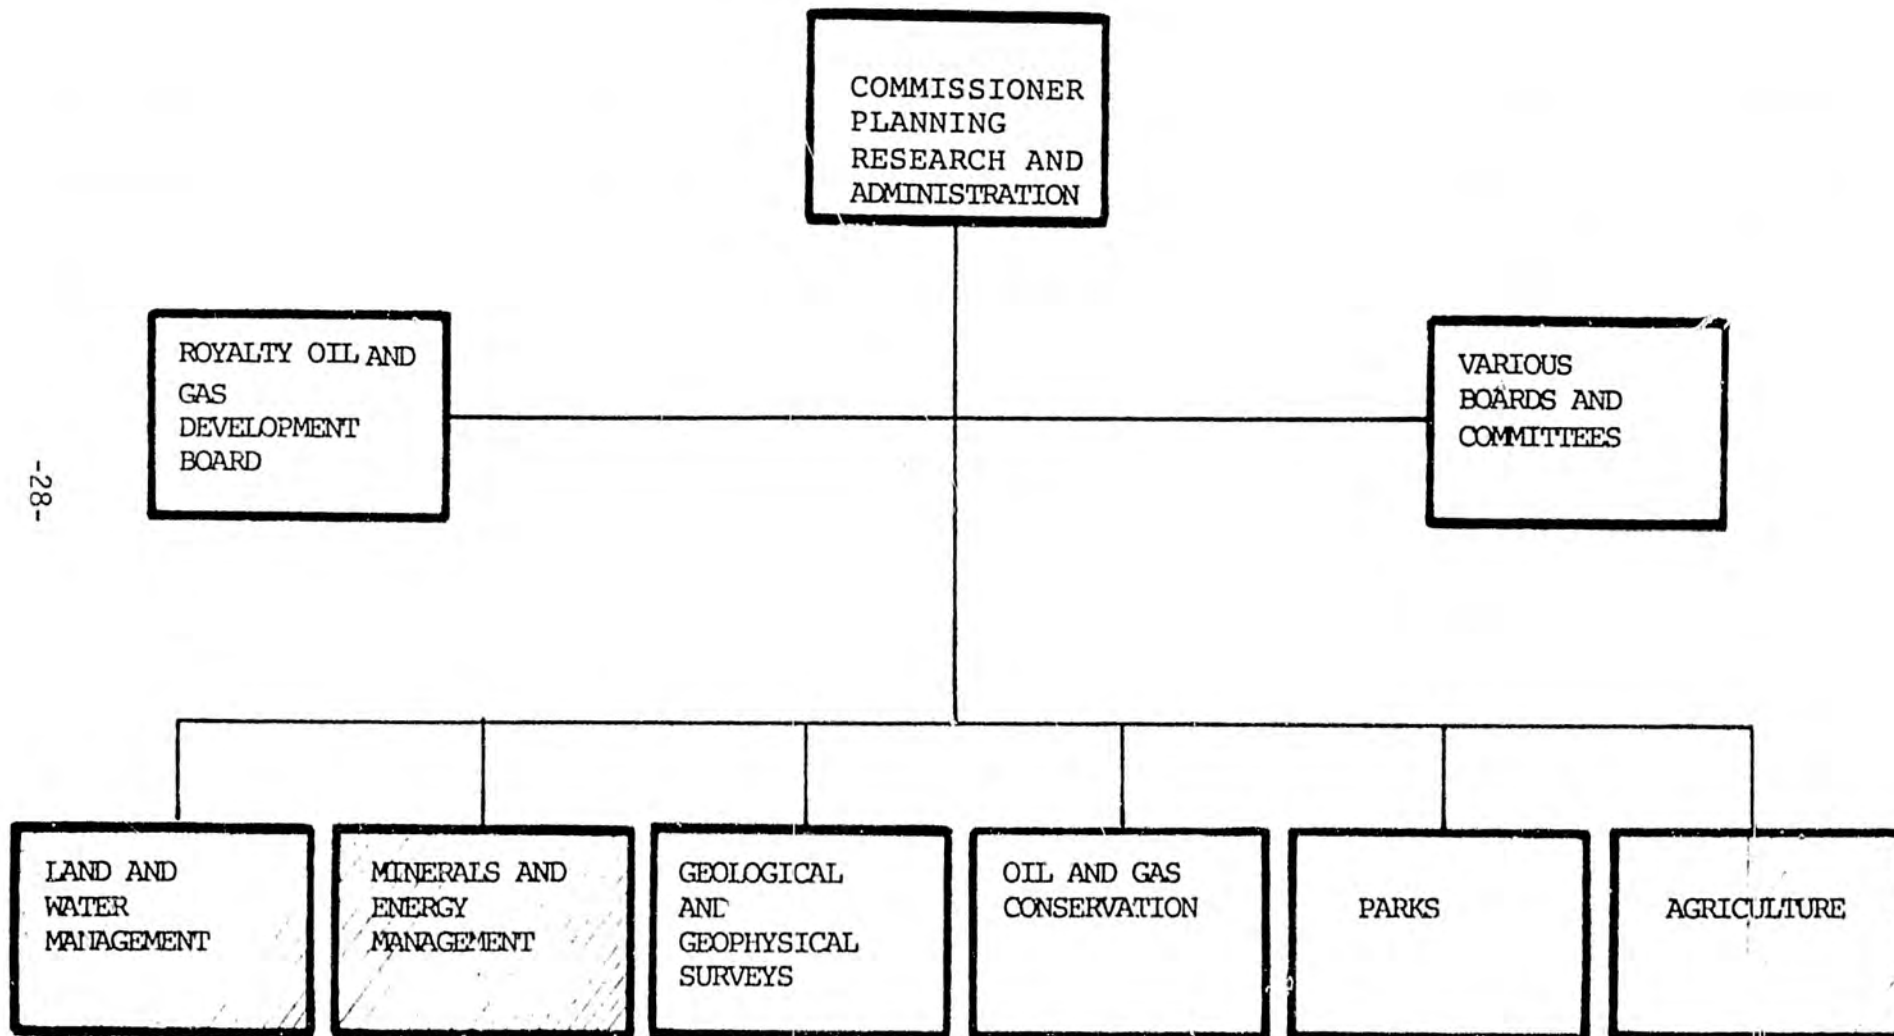 COMMISSIONER
PLANNING
RESEARCH AND
ADMINISTRATION
ROYALTY OIL AND
GAS
DEVELOPMENT
BOARD
VARIOUS
BOARDS AND
COMMITTEES
-28-
LAND AND
WATER
MANAGEMENT
MINERALS AND
ENERGY
MANAGEMENT
GEOLOGICAL
AND
GEOPHYSICAL
SURVEYS
OIL AND GAS
CONSERVATION
PARKS
AGRICULTURE